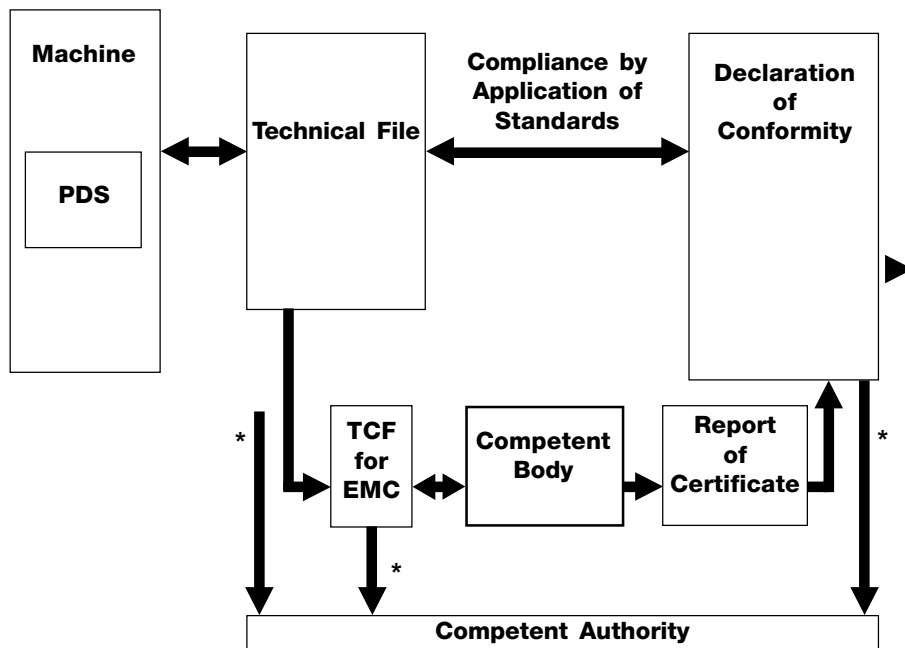 Machine
PDS
Technical File
Compliance by
Application of
Standards
Declaration
of
Conformity
*
TCF
for
EMC
*
Competent
Body
Report
of
Certificate
*
Competent Authority